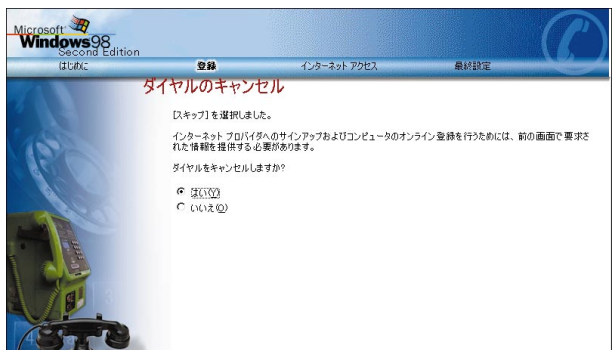 Microsoft
Windows98
Second Edition
はじめに 登録 インターネット アクセス 最終設定
ダイヤルのキャンセル
[スキップ] を選択しました。
インターネット プロバイダへのサインアップおよびコンピュータのオンライン登録を行うためには、前の画面で要求さ
れた情報を提供する必要があります。
ダイヤルをキャンセルしますか?
はい(Y)
いいえ(O)